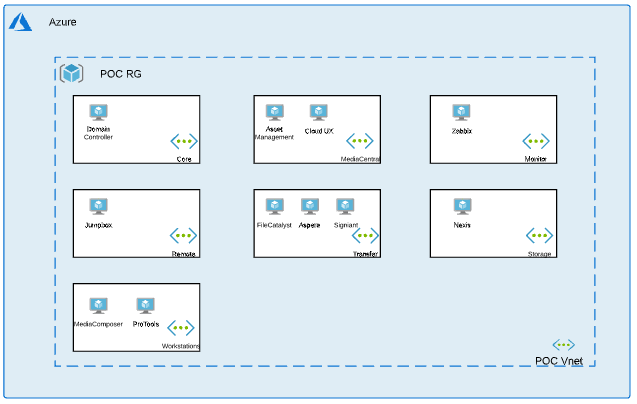 Azure
POC RG
Domain
Controller
Core
Asset
Management
Cloud UX
MediaCentral
Zabbix
Monitor
Jumpbox
Remote
FileCatalyst
Aspera
Signiant
Transfer
Nexis
Storage
MediaComposer
ProTools
Workstations
POC Vnet